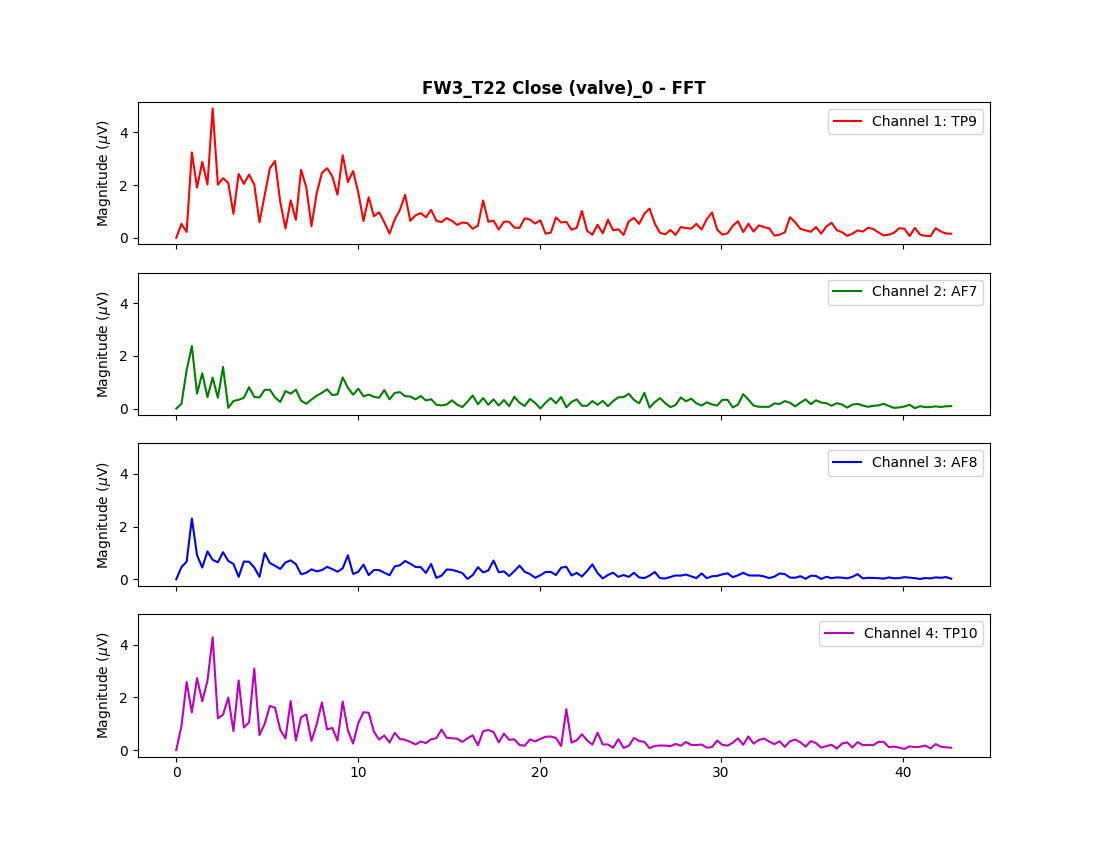 FW3_T22 Close (valve)_0 - FFT
Magnitude (μV)
4
2
0
Channel 1: TP9
Magnitude (μV)
4
2
0
Channel 2: AF7
Magnitude (μV)
4
2
0
Channel 3: AF8
Magnitude (μV)
4
2
0
Channel 4: TP10
0 10 20 30 40